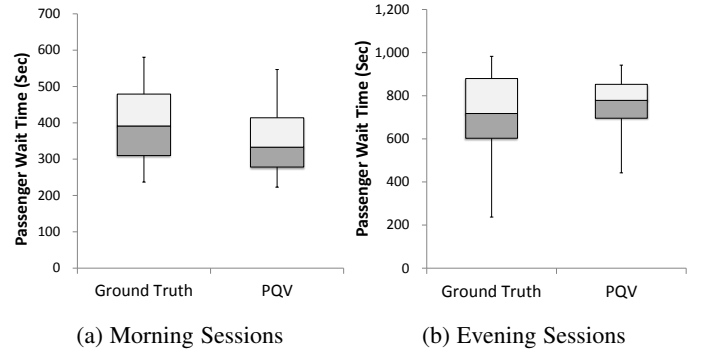 Passenger Wait Time (Sec)
700
600
500
400
300
200
100
0
Ground Truth
PQV
(a) Morning Sessions
Passenger Wait Time (Sec)
1,200
1,000
800
600
400
200
0
Ground Truth
PQV
(b) Evening Sessions